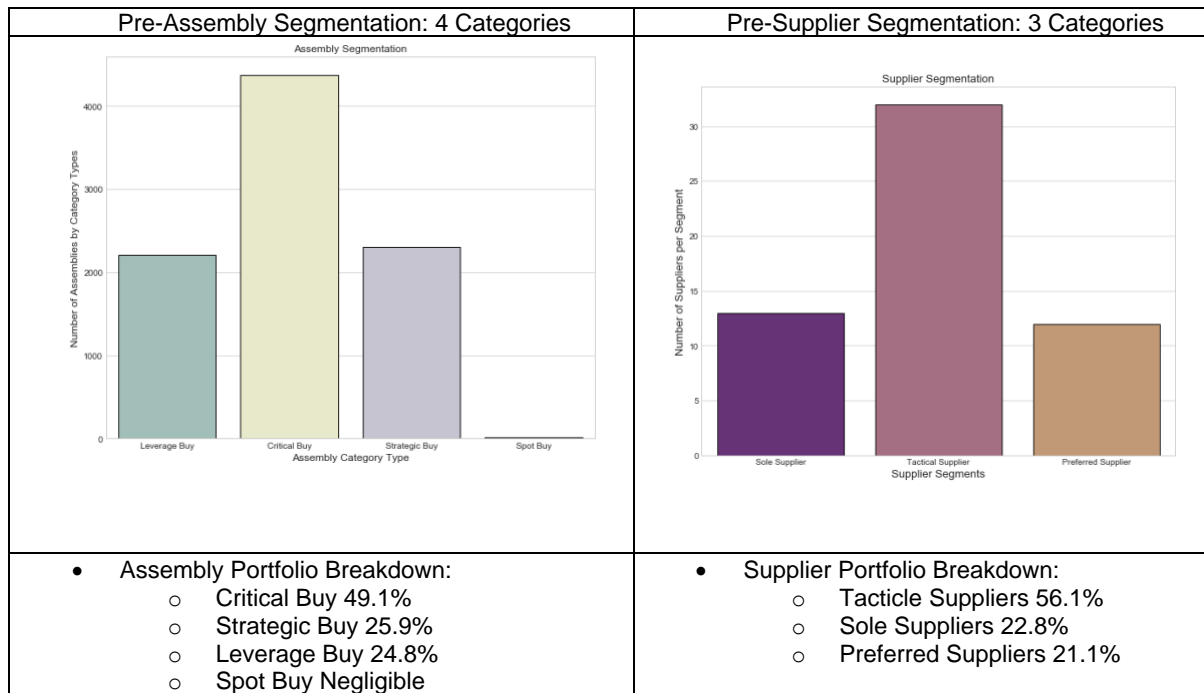 Pre-Assembly Segmentation: 4 Categories
Assembly Segmentation
Number of Assemblies by Category Types
4000
3000
2000
1000
0
Leverage Buy
Critical Buy
Strategic Buy
Spot Buy
Assembly Category Type
Pre-Supplier Segmentation: 3 Categories
Supplier Segmentation
Number of Suppliers per Segment
30
25
20
15
10
5
0
Sole Supplier
Tactical Supplier
Preferred Supplier
Supplier Segments
• Assembly Portfolio Breakdown:
o Critical Buy 49.1%
o Strategic Buy 25.9%
o Leverage Buy 24.8%
o Spot Buy Negligible
• Supplier Portfolio Breakdown:
o Tacticle Suppliers 56.1%
o Sole Suppliers 22.8%
o Preferred Suppliers 21.1%